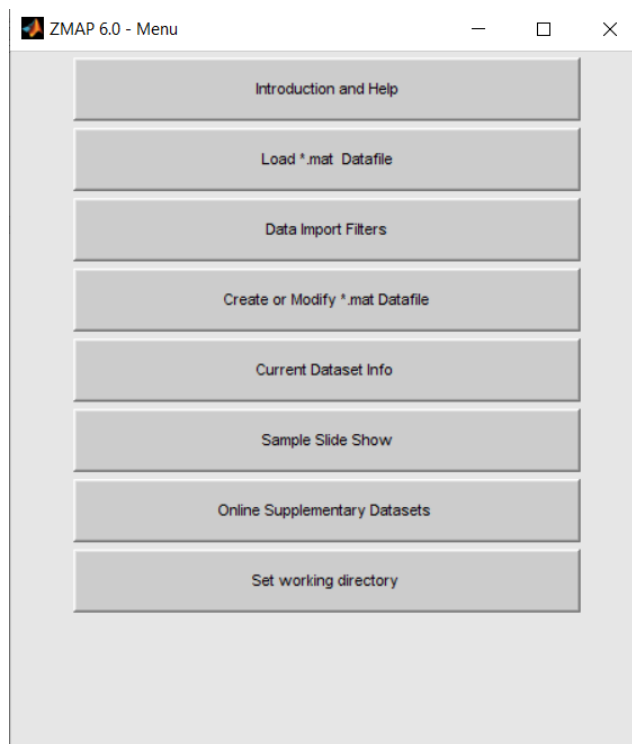 ZMAP 6.0 - Menu
Introduction and Help
Load *.mat  Datafile
Data Import Filters
Create or Modify *.mat Datafile
Current Dataset Info
Sample Slide Show
Online Supplementary Datasets
Set working directory